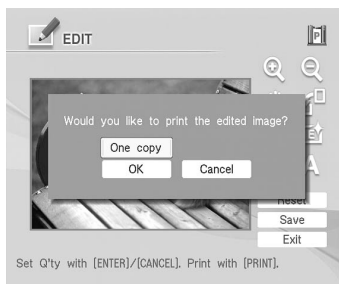 EDIT
P
Would you like to print the edited image?
One copy
OK Cancel
A
Reset
Save
Exit
Set Q'ty with [ENTER]/[CANCEL]. Print with [PRINT].